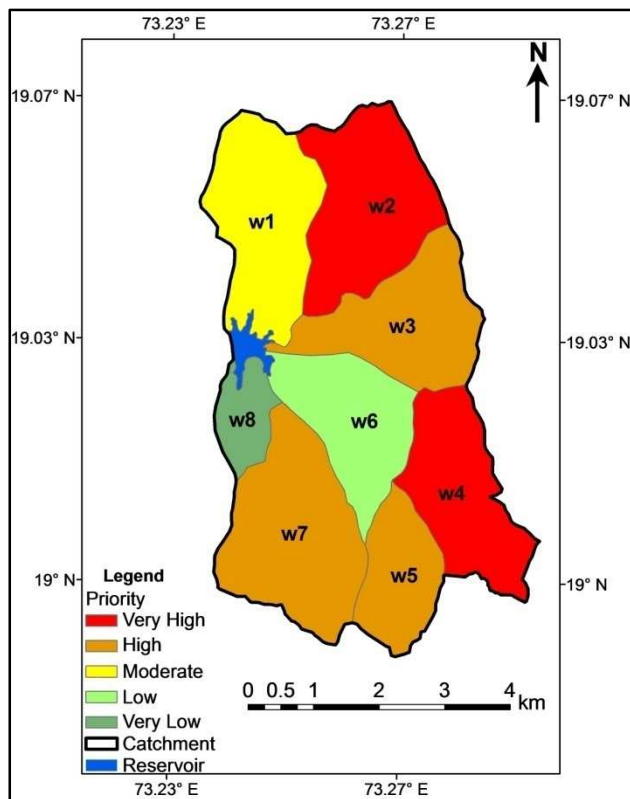 73.23° E 73.27° E
N
19.07° N 19.07° N
w2
w1
w3
19.03° N 19.03° N
w8 w6
w4
w7
w5
19° N 19° N
Legend
Priority
Very High
High
Moderate
Low
Very Low
Catchment
Reservoir
0 0.5 1 2 3 4
km
73.23° E 73.27° E